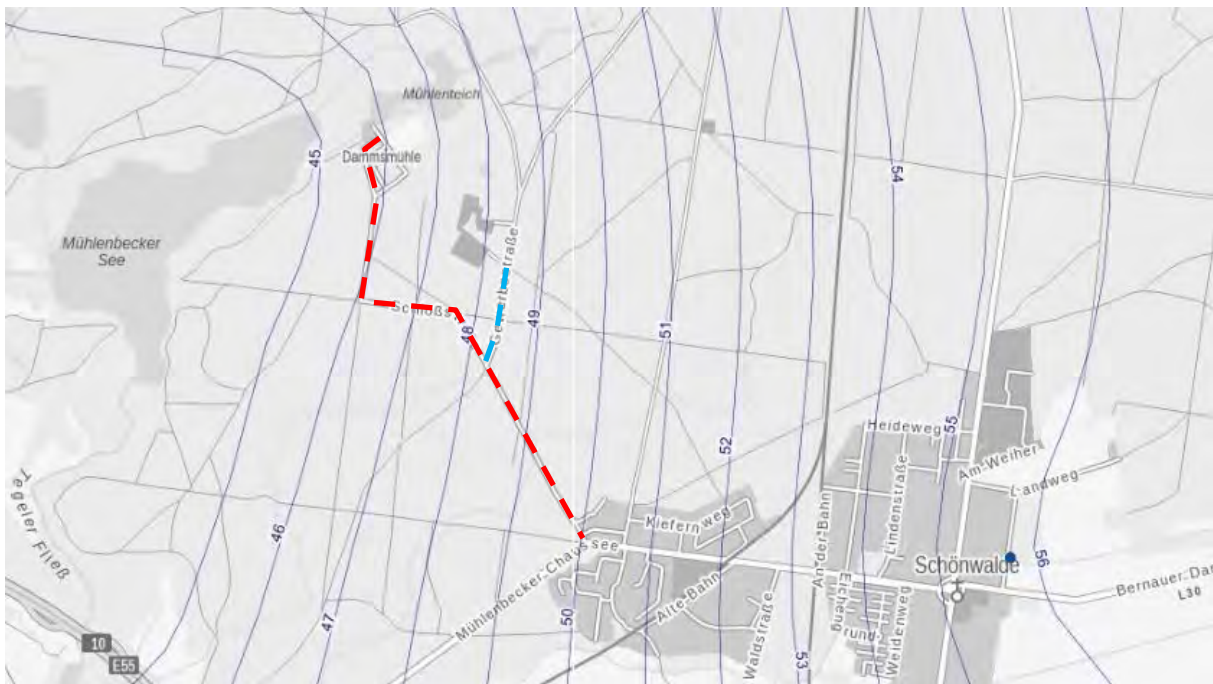 Mühlenteich
45
Dammsmühle
54
Mühlenbecker
See
49
48
51
55
Heideweg
52
Am-Weiher
Landweg
Lindenstraße
Kiefernweg
Tegeler Fließ
46
An-der-Bahn
Mühlenbecker-Chaussee
Schönwalde
56
Alte-Bahn
Bernauer-Dar
L30
47
50
Waldstraße
53
Weidenweg
10
E55